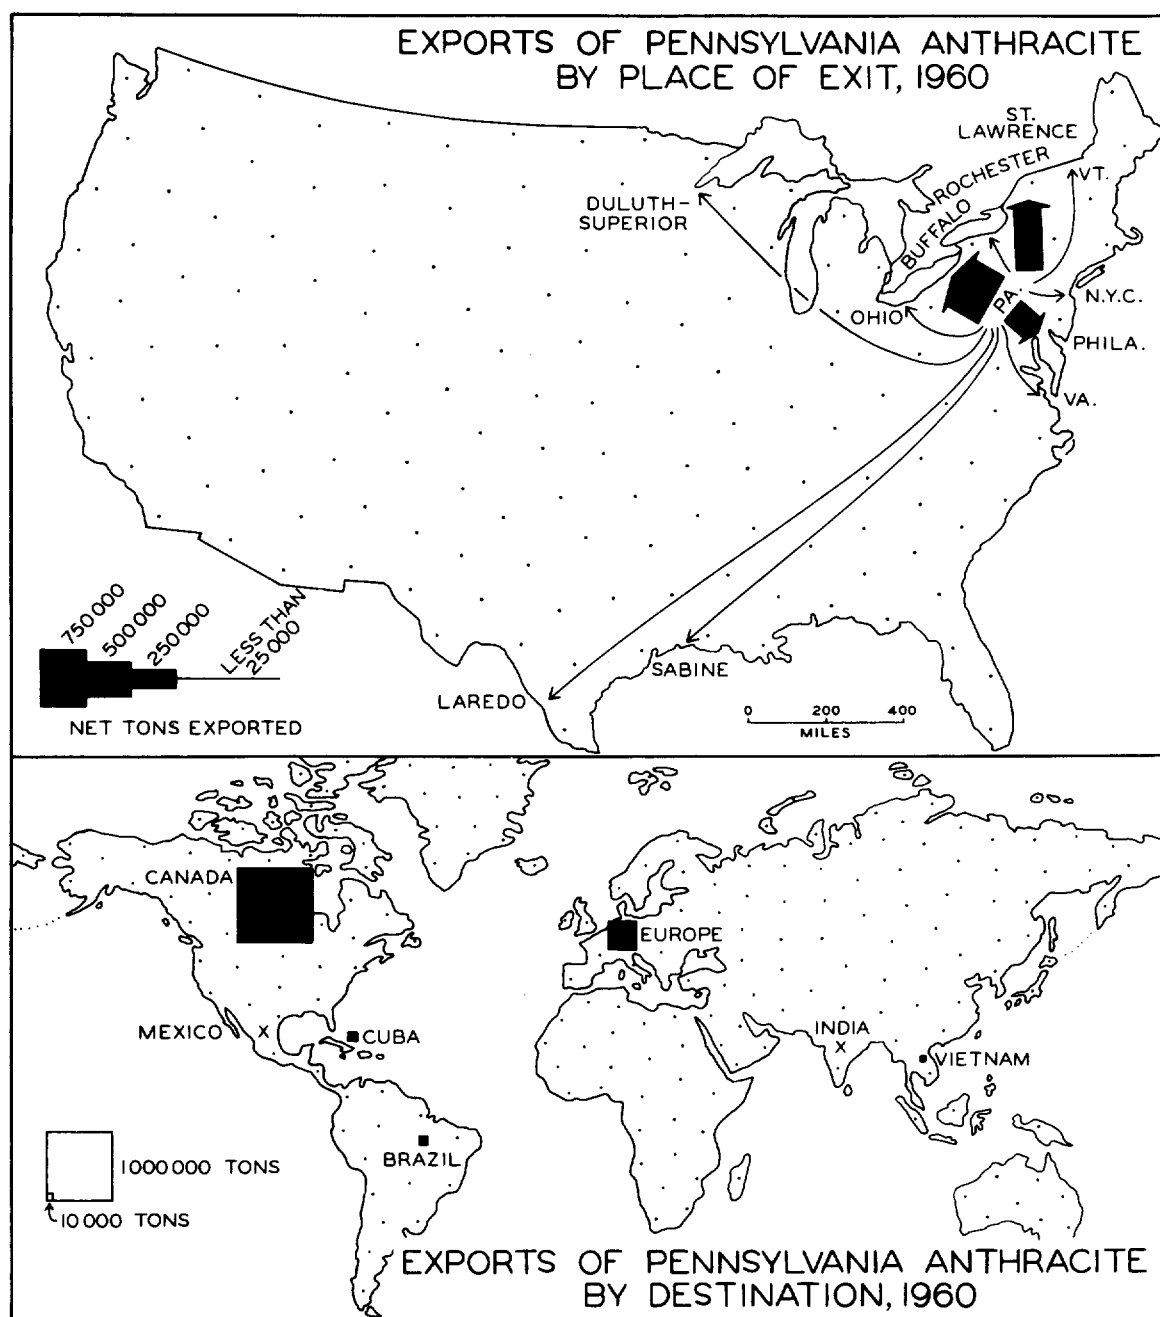 EXPORTS OF PENNSYLVANIA ANTHRACITE
BY PLACE OF EXIT, 1960
ST.
LAWRENCE
ROCHESTER
BUFFALO
VT.
DULUTH-
SUPERIOR
PA.
N.Y.C.
OHIO
PHILA.
VA.
750000
500000
250000
LESS THAN
25000
NET TONS EXPORTED
LAREDO
SABINE
0 200 400
MILES
CANADA
EUROPE
MEXICO
X
CUBA
INDIA
X
VIETNAM
BRAZIL
1000000 TONS
10000 TONS
EXPORTS OF PENNSYLVANIA ANTHRACITE
BY DESTINATION, 1960